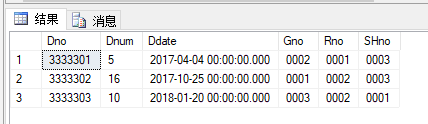 结果 消息
Dno Dnum Ddate Gno Rno SHno
1 3333301 5 2017-04-04 00:00:00.000 0002 0001 0003
2 3333302 16 2017-10-25 00:00:00.000 0001 0002 0003
3 3333303 10 2018-01-20 00:00:00.000 0003 0002 0001